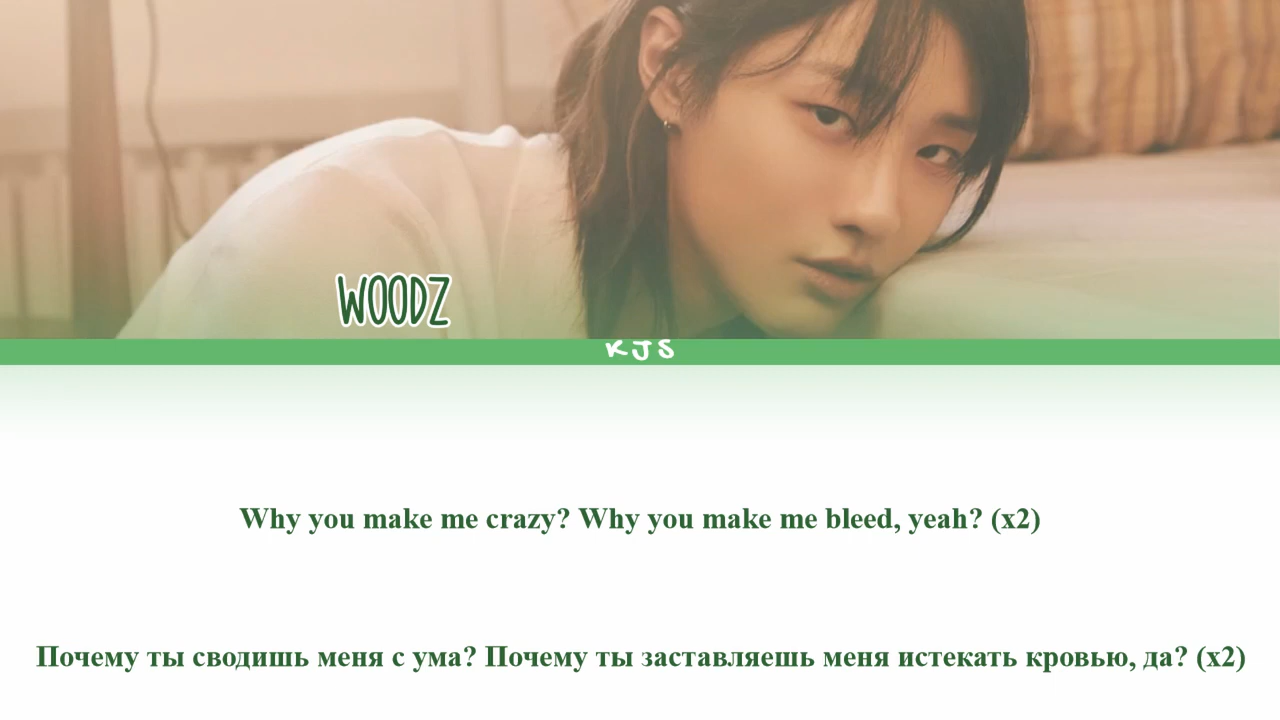 WOODZ
KJS
Why you make me crazy? Why you make me bleed, yeah? (x2)
Почему ты сводишь меня с ума? Почему ты заставляешь меня истекать кровью, да? (x2)